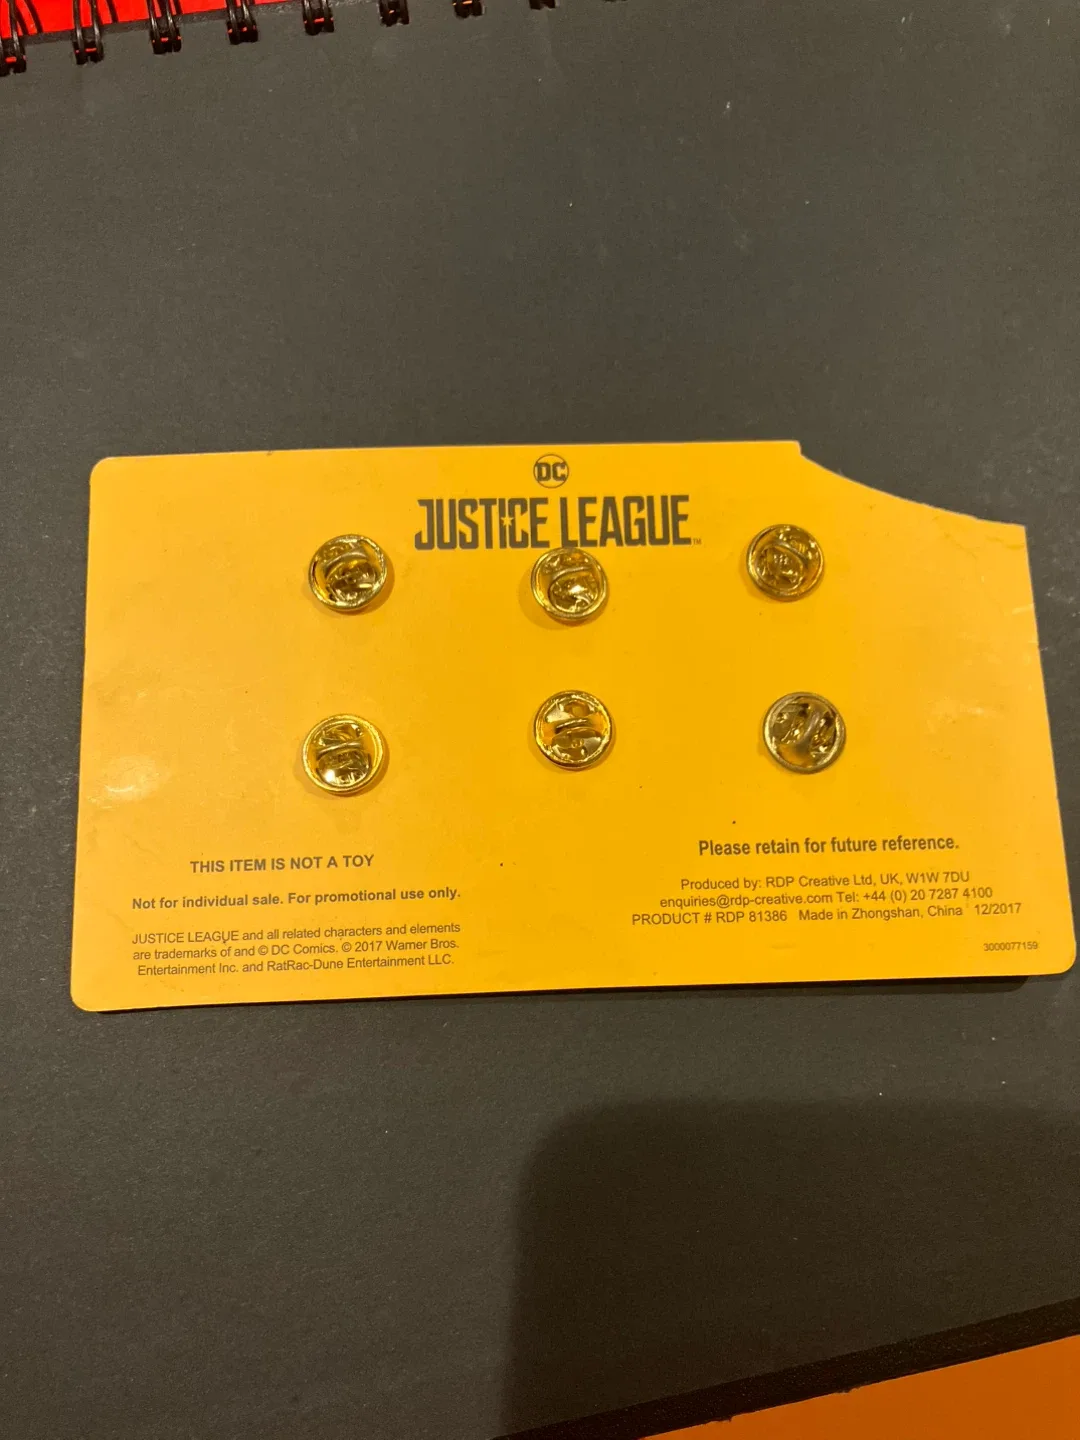 DC
JUSTICE LEAGUE™
THIS ITEM IS NOT A TOY
Not for individual sale. For promotional use only.
JUSTICE LEAGUE and all related characters and elements
are trademarks of and © DC Comics. © 2017 Warner Bros.
Entertainment Inc. and RatRac-Dune Entertainment LLC.
Please retain for future reference.
Produced by: RDP Creative Ltd, UK, W1W 7DU
enquiries@rdp-creative.com Tel: +44 (0) 20 7287 4100
PRODUCT # RDP 81386 Made in Zhongshan, China 12/2017
3000077159